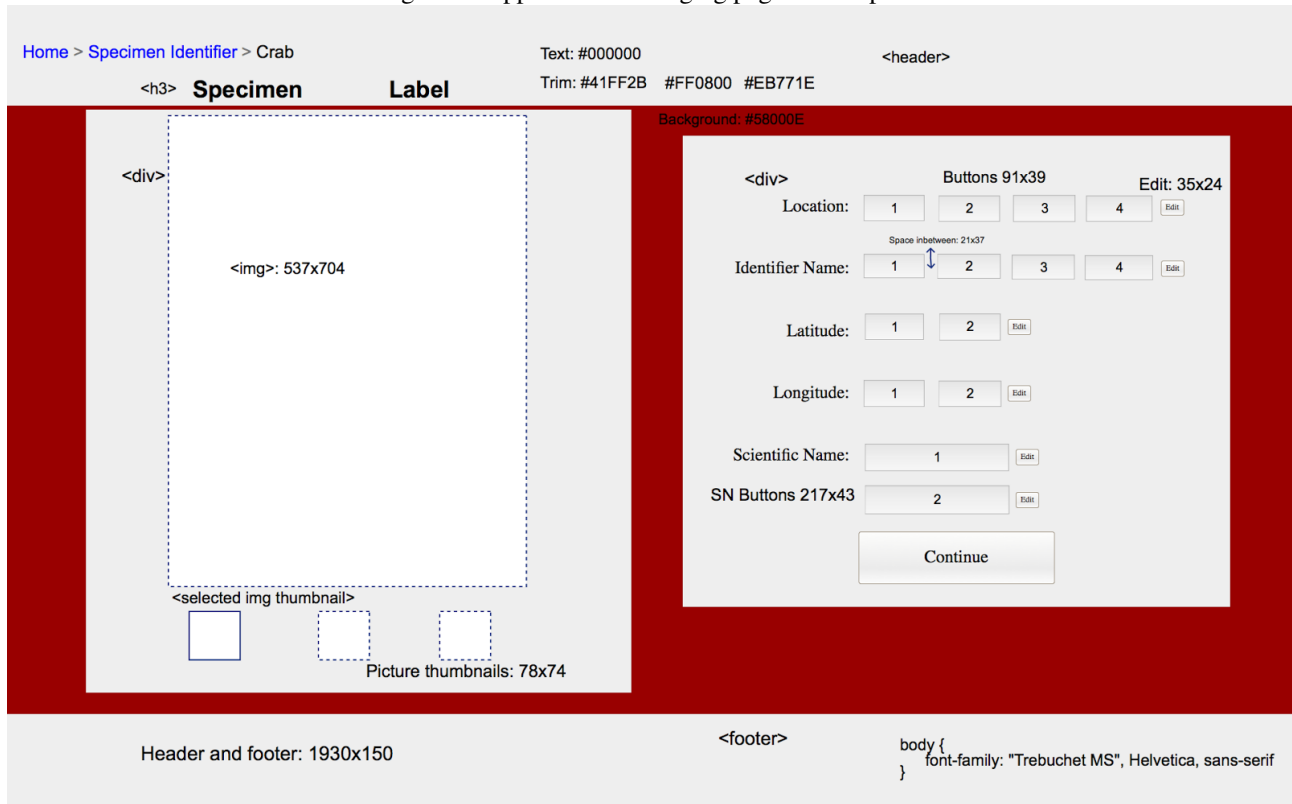 Home > Specimen Identifier > Crab
Text: #000000
<header>
<h3> Specimen Label
Trim: #41FF2B #FF0800 #EB771E
Background: #58000E
<div>
<img>: 537x704
<selected img thumbnail>
Picture thumbnails: 78x74
<div>
Buttons 91x39
Edit: 35x24
Location: 1 2 3 4 Edit
Space inbetween: 21x37
Identifier Name: 1 2 3 4 Edit
Latitude: 1 2 Edit
Longitude: 1 2 Edit
Scientific Name: 1 Edit
SN Buttons 217x43 2 Edit
Continue
Header and footer: 1930x150
<footer>
body {
font-family: "Trebuchet MS", Helvetica, sans-serif
}